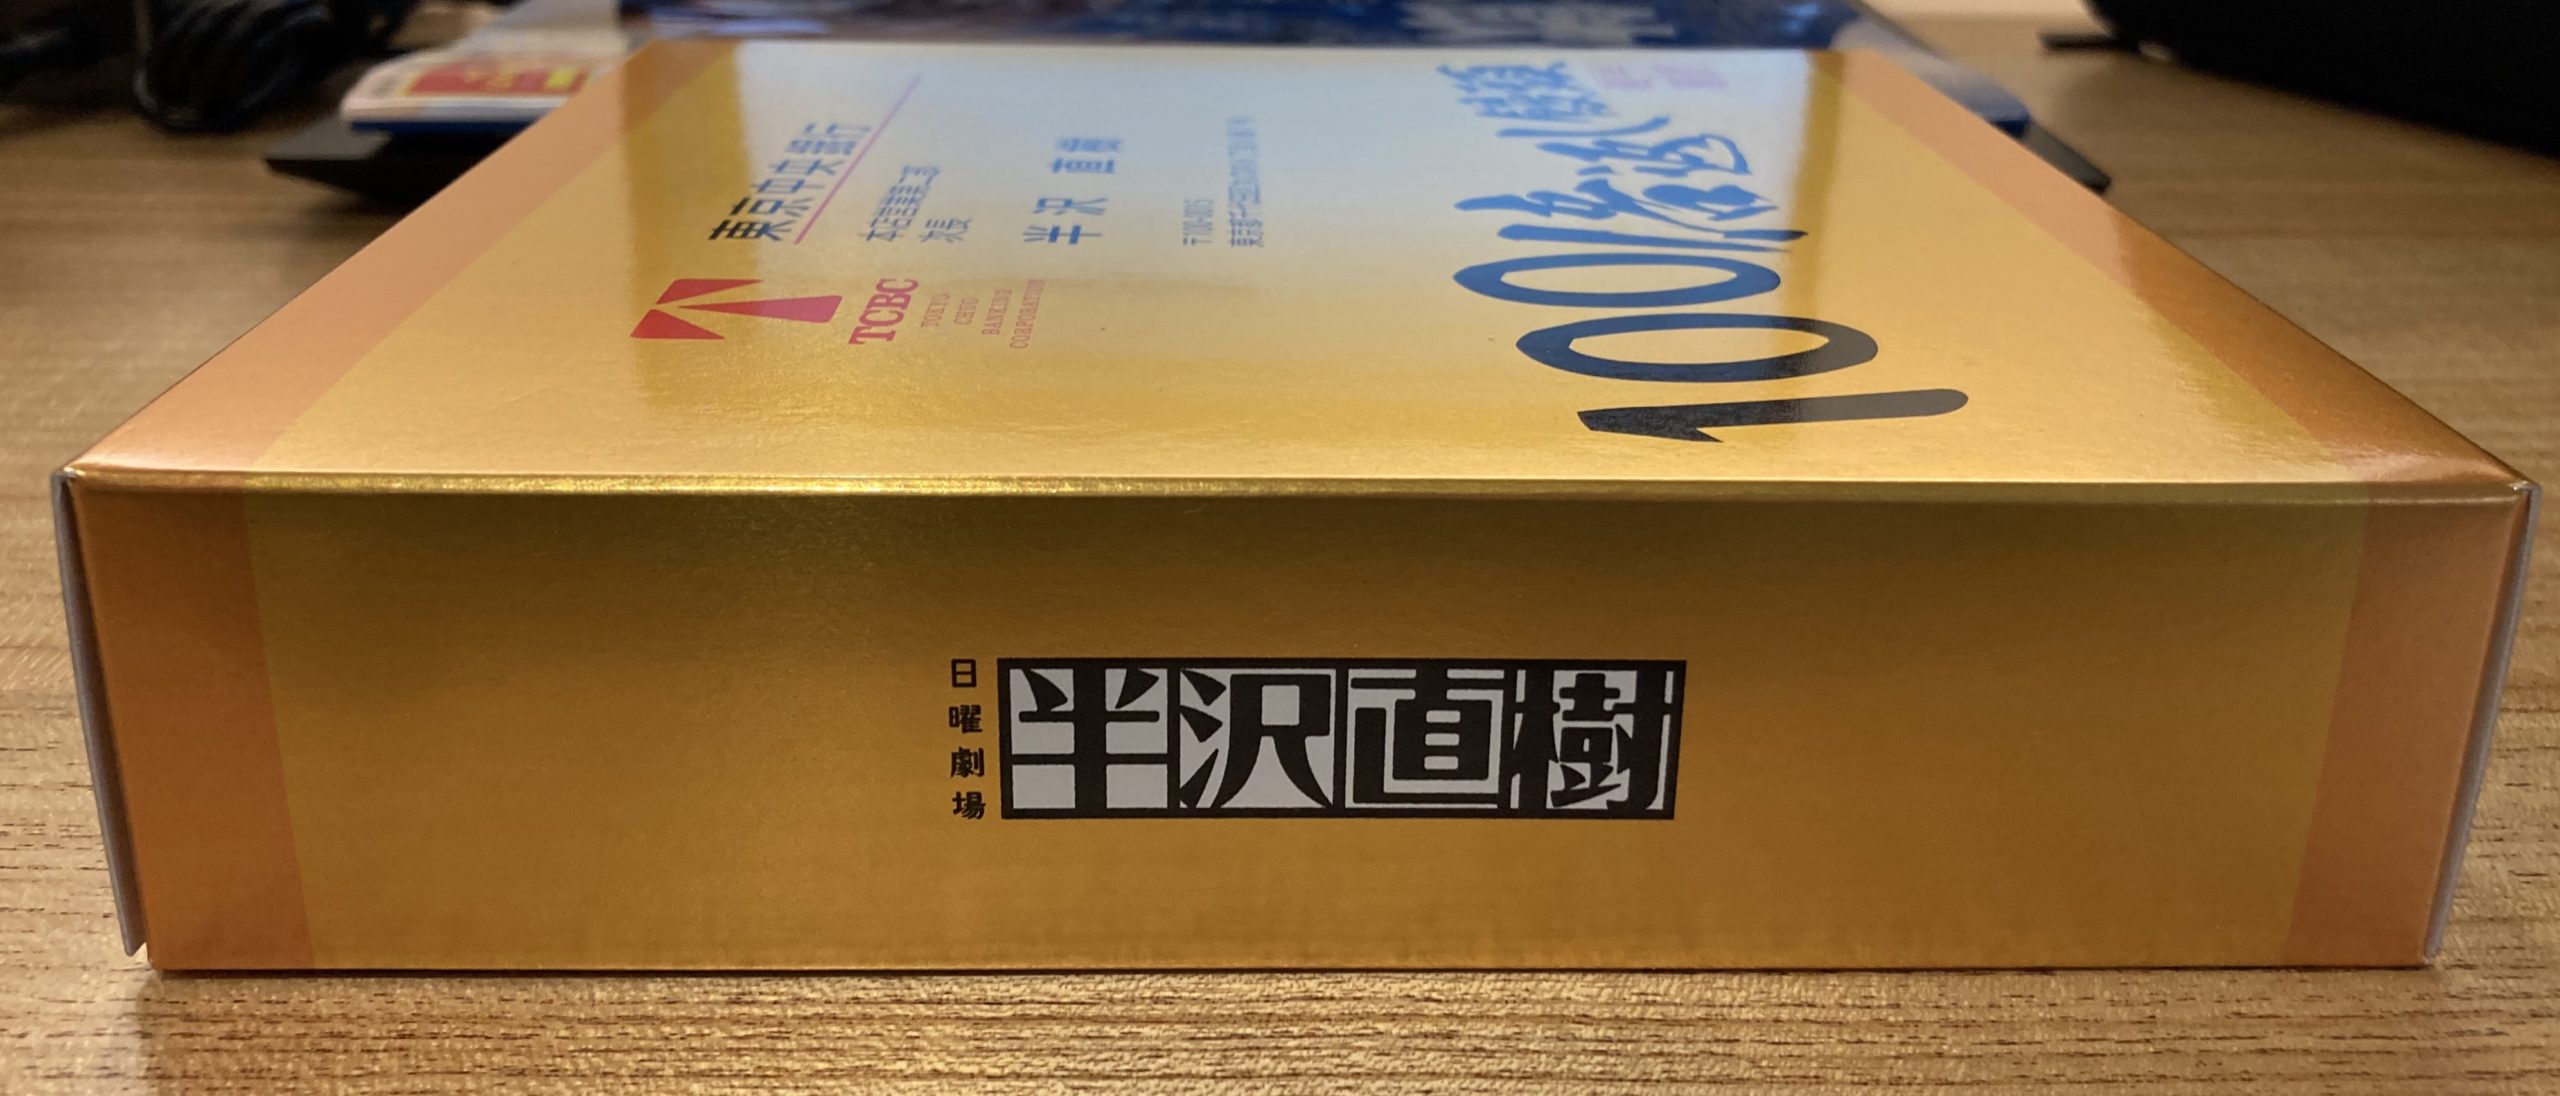 東京中央銀行
TCBC
TOKYO
CHUO
BANKING
CORPORATION
本店営業第二部
次長
半沢 直樹
100倍返し
饅頭
日曜劇場
半沢直樹